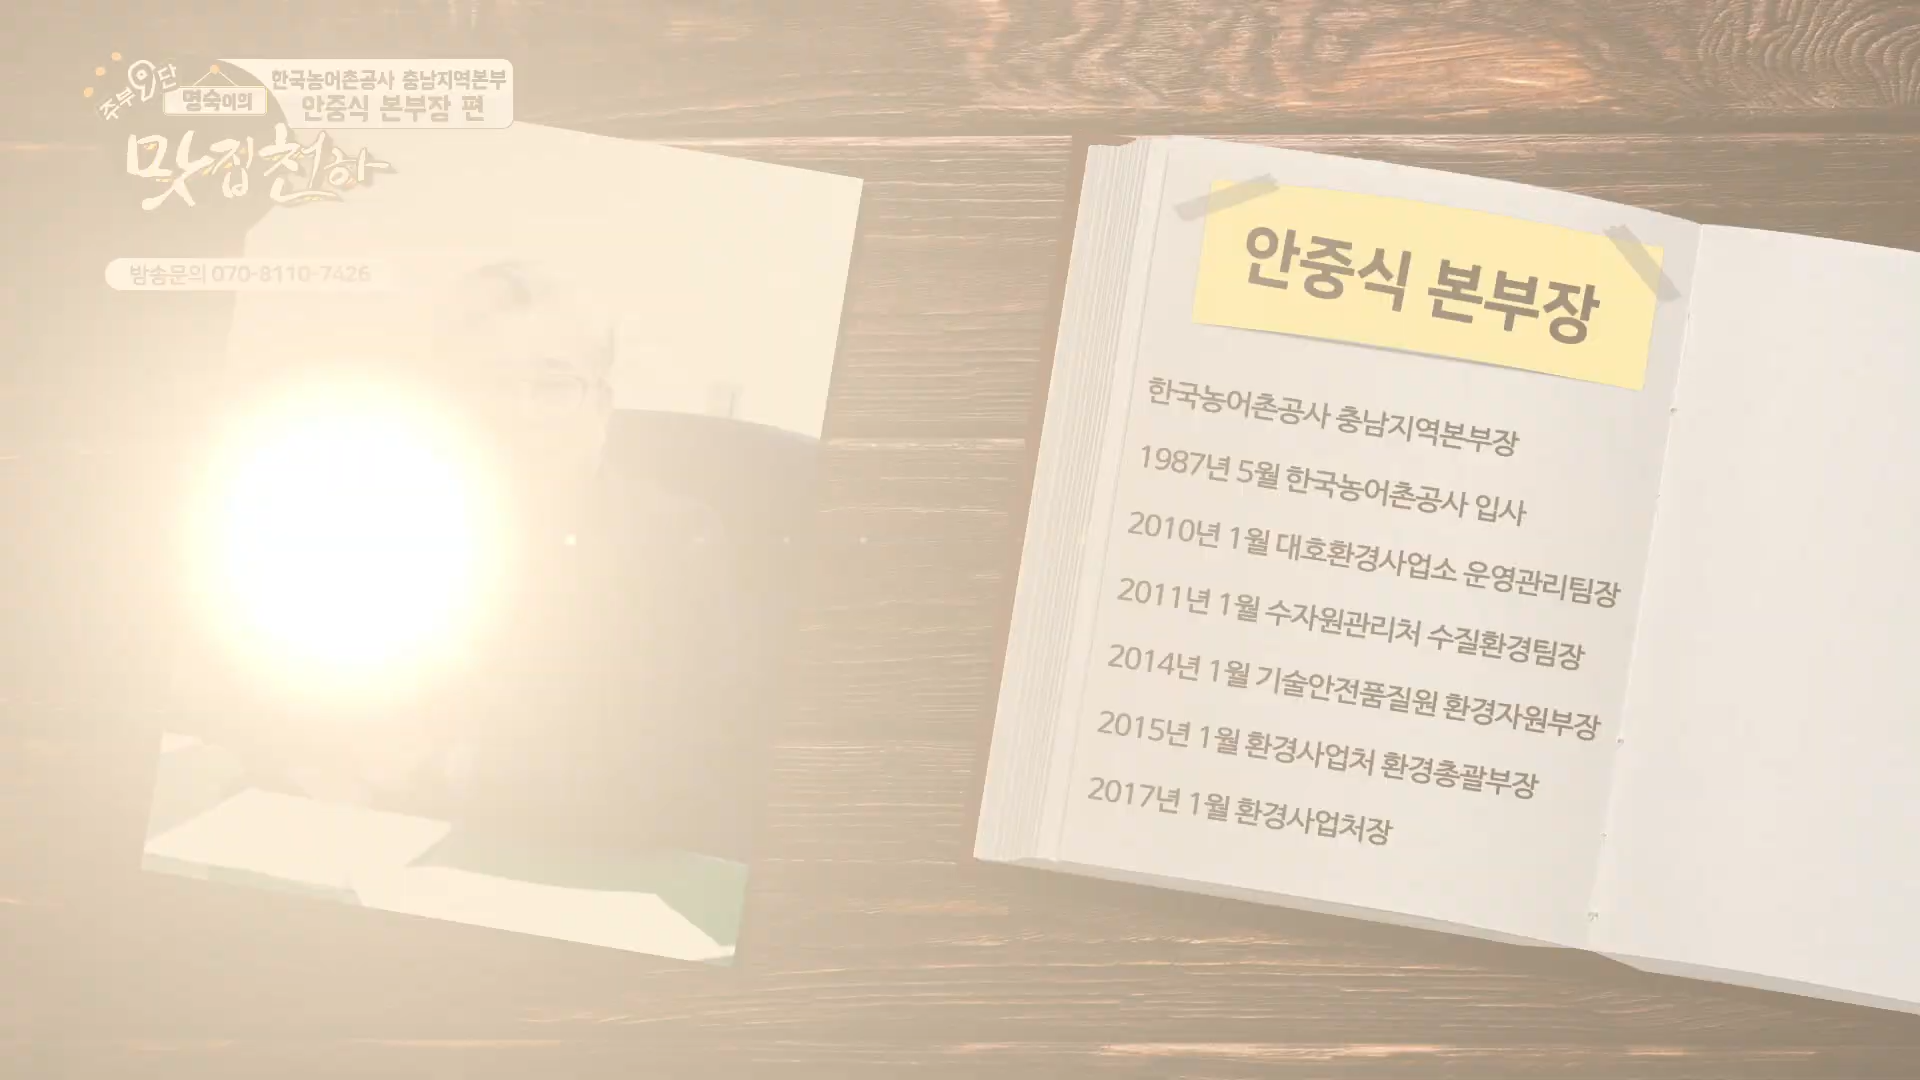 주부9단
명숙이의
맛집천하
한국농어촌공사 충남지역본부
안중식 본부장 편
방송문의 070-8110-7426
안중식 본부장
한국농어촌공사 충남지역본부장
1987년 5월 한국농어촌공사 입사
2010년 1월 대호환경사업소 운영관리팀장
2011년 1월 수자원관리처 수질환경팀장
2014년 1월 기술안전품질원 환경자원부장
2015년 1월 환경사업처 환경총괄부장
2017년 1월 환경사업처장